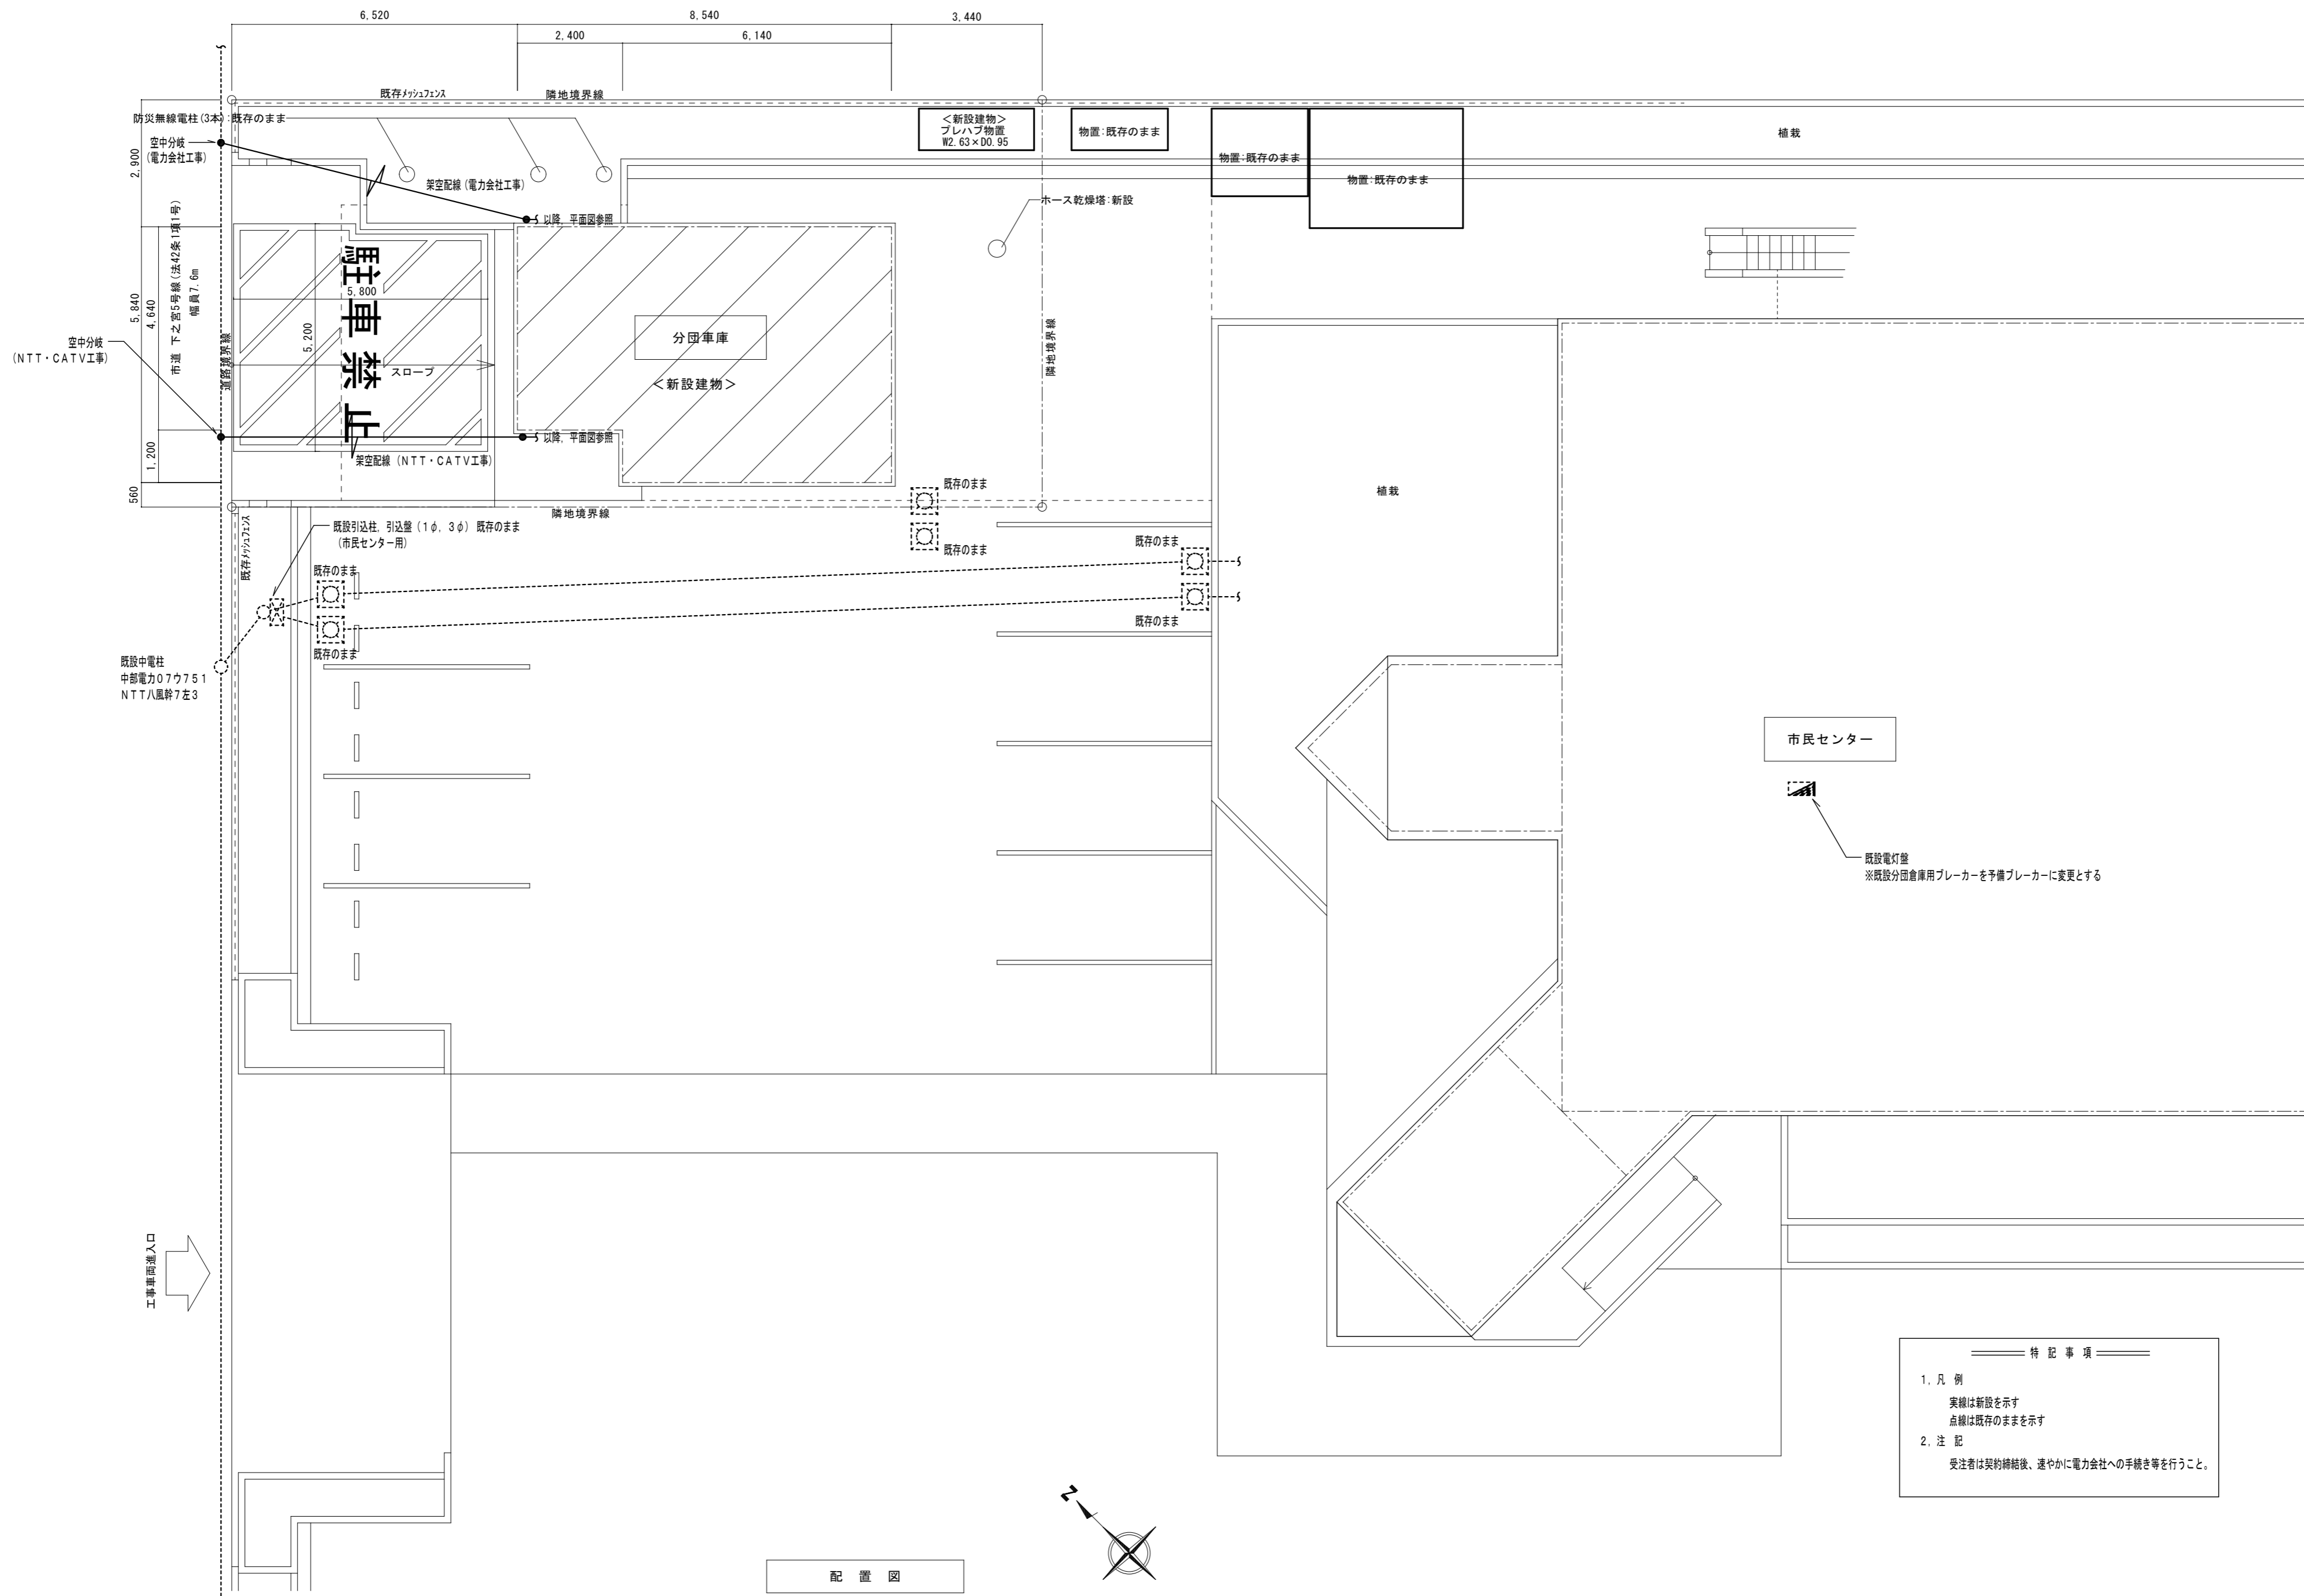 6,520
8,540
3,440
2,400
6,140
既存メッシュフェンス
隣地境界線
防災無線電柱(3本):既存のまま
空中分岐
(電力会社工事)
架空配線(電力会社工事)
以降, 平面図参照
<新設建物>
プレハブ物置
W2.63×D0.95
物置:既存のまま
物置:既存のまま
物置:既存のまま
植栽
ホース乾燥塔:新設
2,900
5,840
4,640
1,200
560
市道 下之宮5号線(法42条1項1号)
幅員7.6m
道路境界線
空中分岐
(NTT・CATV工事)
駐車禁止
5,800
5,200
スロープ
分団車庫
<新設建物>
隣地境界線
以降, 平面図参照
架空配線(NTT・CATV工事)
隣地境界線
既存のまま
既存のまま
植栽
既存メッシュフェンス
既設引込柱, 引込盤(1φ, 3φ) 既存のまま
(市民センター用)
既存のまま
既存のまま
既存のまま
既存のまま
既設中電柱
中部電力07ウ751
NTT八風幹7左3
市民センター
既設電灯盤
※既設分団倉庫用ブレーカーを予備ブレーカーに変更とする
工事車両進入口
特 記 事 項
1, 凡 例
実線は新設を示す
点線は既存のままを示す
2, 注 記
受注者は契約締結後、速やかに電力会社への手続き等を行うこと。
N
配 置 図